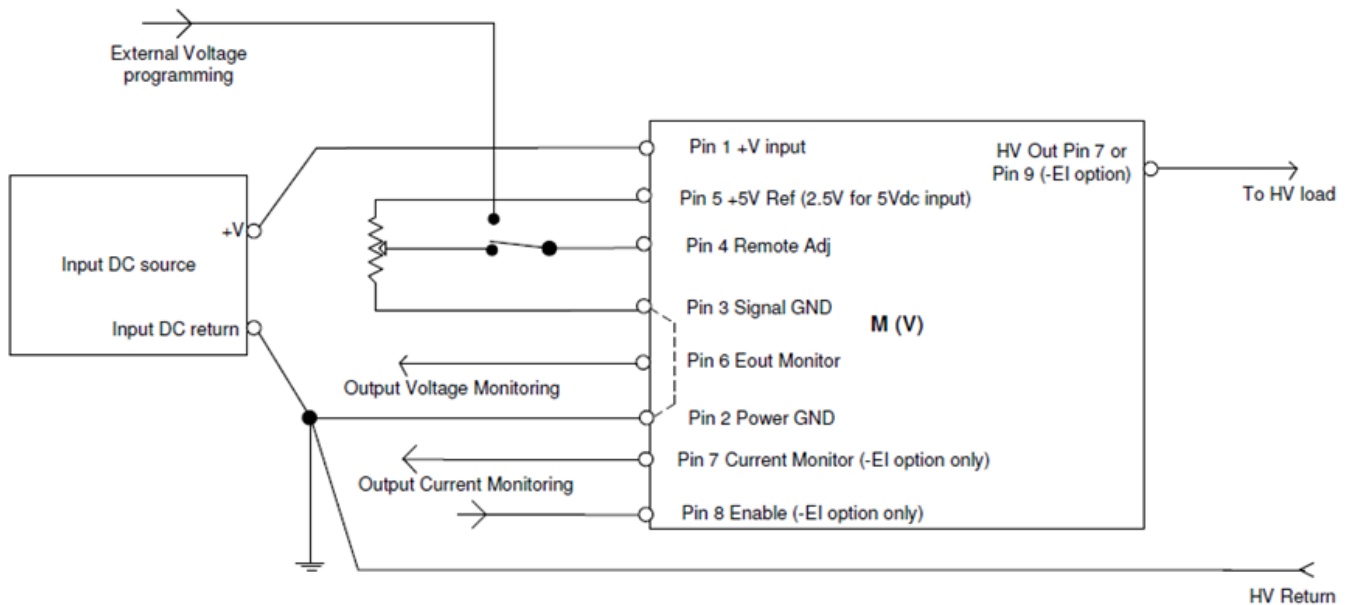 External Voltage
programming
Input DC source
+V
Input DC return
Pin 1 +V input
Pin 5 +5V Ref (2.5V for 5Vdc input)
Pin 4 Remote Adj
Pin 3 Signal GND
M (V)
Pin 6 Eout Monitor
Pin 2 Power GND
Pin 7 Current Monitor (-EI option only)
Pin 8 Enable (-EI option only)
HV Out Pin 7 or
Pin 9 (-EI option)
To HV load
Output Voltage Monitoring
Output Current Monitoring
HV Return